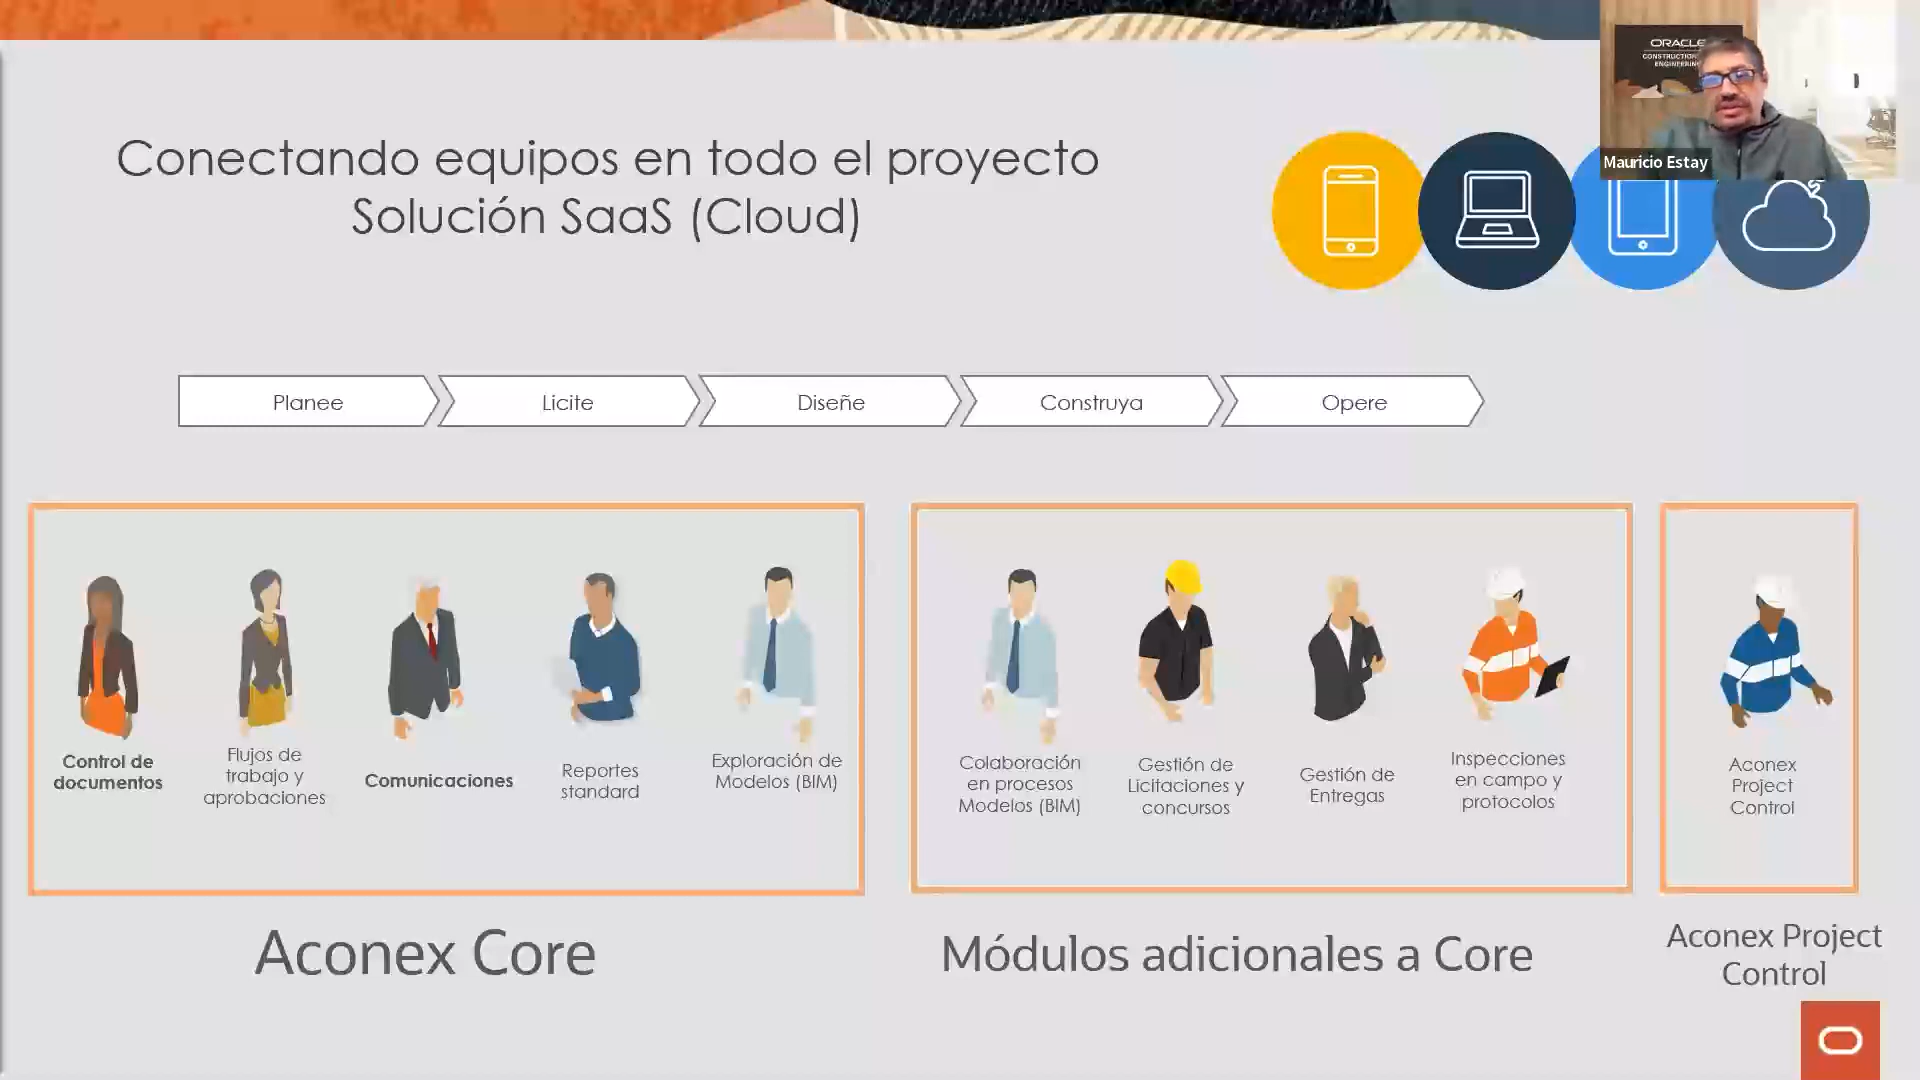 ORACLE
CONSTRUCTION
ENGINEERING
Mauricio Estay
Conectando equipos en todo el proyecto
Solución SaaS (Cloud)
Planee
Licite
Diseñe
Construya
Opere
Control de
documentos
Flujos de
trabajo y
aprobaciones
Comunicaciones
Reportes
standard
Exploración de
Modelos (BIM)
Colaboración
en procesos
Modelos (BIM)
Gestión de
Licitaciones y
concursos
Gestión de
Entregas
Inspecciones
en campo y
protocolos
Aconex
Project
Control
Aconex Core
Módulos adicionales a Core
Aconex Project
Control